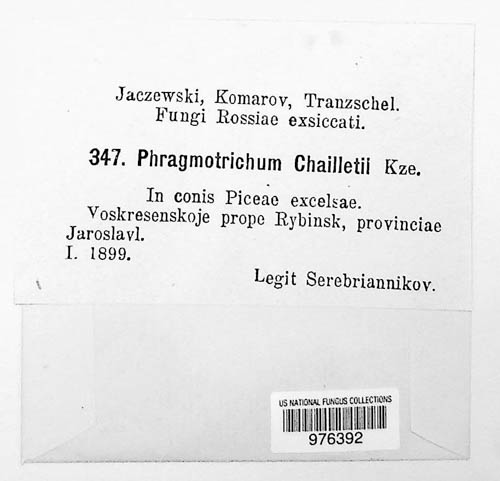 Jaczewski, Komarov, Tranzschel.
Fungi Rossiae exsiccati.
347. Phragmotrichum Chailletii Kze.
In conis Piceae excelsae.
Voskresenskoje prope Rybinsk, provinciae
Jaroslavl.
I. 1899.
Legit Serebriannikov.
US NATIONAL FUNGUS COLLECTIONS
976392